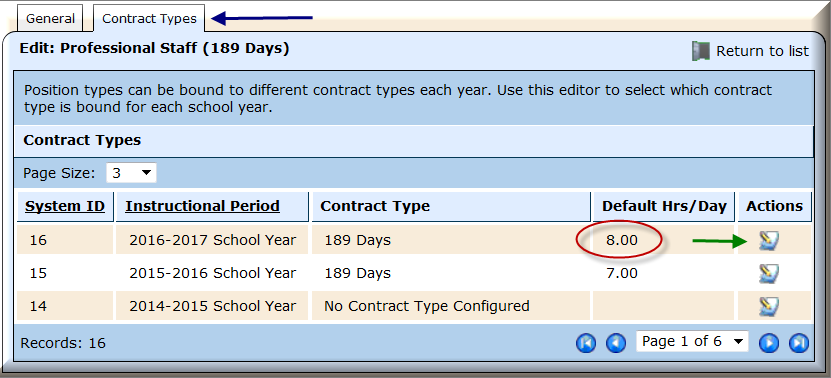 General Contract Types
Edit: Professional Staff (189 Days) Return to list
Position types can be bound to different contract types each year. Use this editor to select which contract
type is bound for each school year.
Contract Types
Page Size: 3
System ID Instructional Period Contract Type Default Hrs/Day Actions
16 2016-2017 School Year 189 Days 8.00
15 2015-2016 School Year 189 Days 7.00
14 2014-2015 School Year No Contract Type Configured
Records: 16 Page 1 of 6